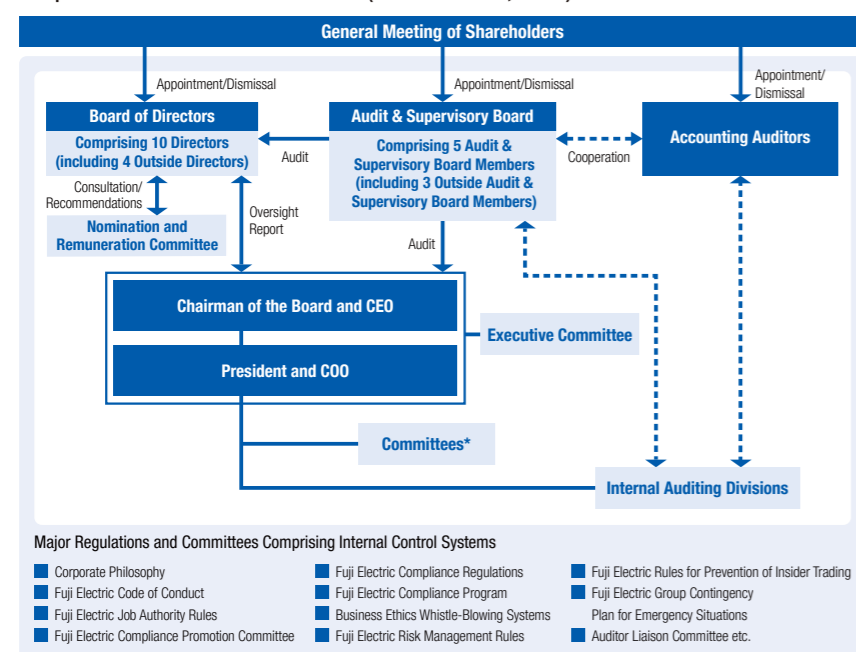 General Meeting of Shareholders
Appointment/Dismissal
Appointment/Dismissal
Appointment/
Dismissal
Board of Directors
Comprising 10 Directors
(including 4 Outside Directors)
Audit
Audit & Supervisory Board
Comprising 5 Audit &
Supervisory Board Members
(including 3 Outside Audit &
Supervisory Board Members)
Cooperation
Accounting Auditors
Consultation/
Recommendations
Nomination and
Remuneration Committee
Oversight
Report
Audit
Chairman of the Board and CEO
President and COO
Executive Committee
Committees*
Internal Auditing Divisions
Major Regulations and Committees Comprising Internal Control Systems
Corporate Philosophy
Fuji Electric Code of Conduct
Fuji Electric Job Authority Rules
Fuji Electric Compliance Promotion Committee
Fuji Electric Compliance Regulations
Fuji Electric Compliance Program
Business Ethics Whistle-Blowing Systems
Fuji Electric Risk Management Rules
Fuji Electric Rules for Prevention of Insider Trading
Fuji Electric Group Contingency
Plan for Emergency Situations
Auditor Liaison Committee etc.